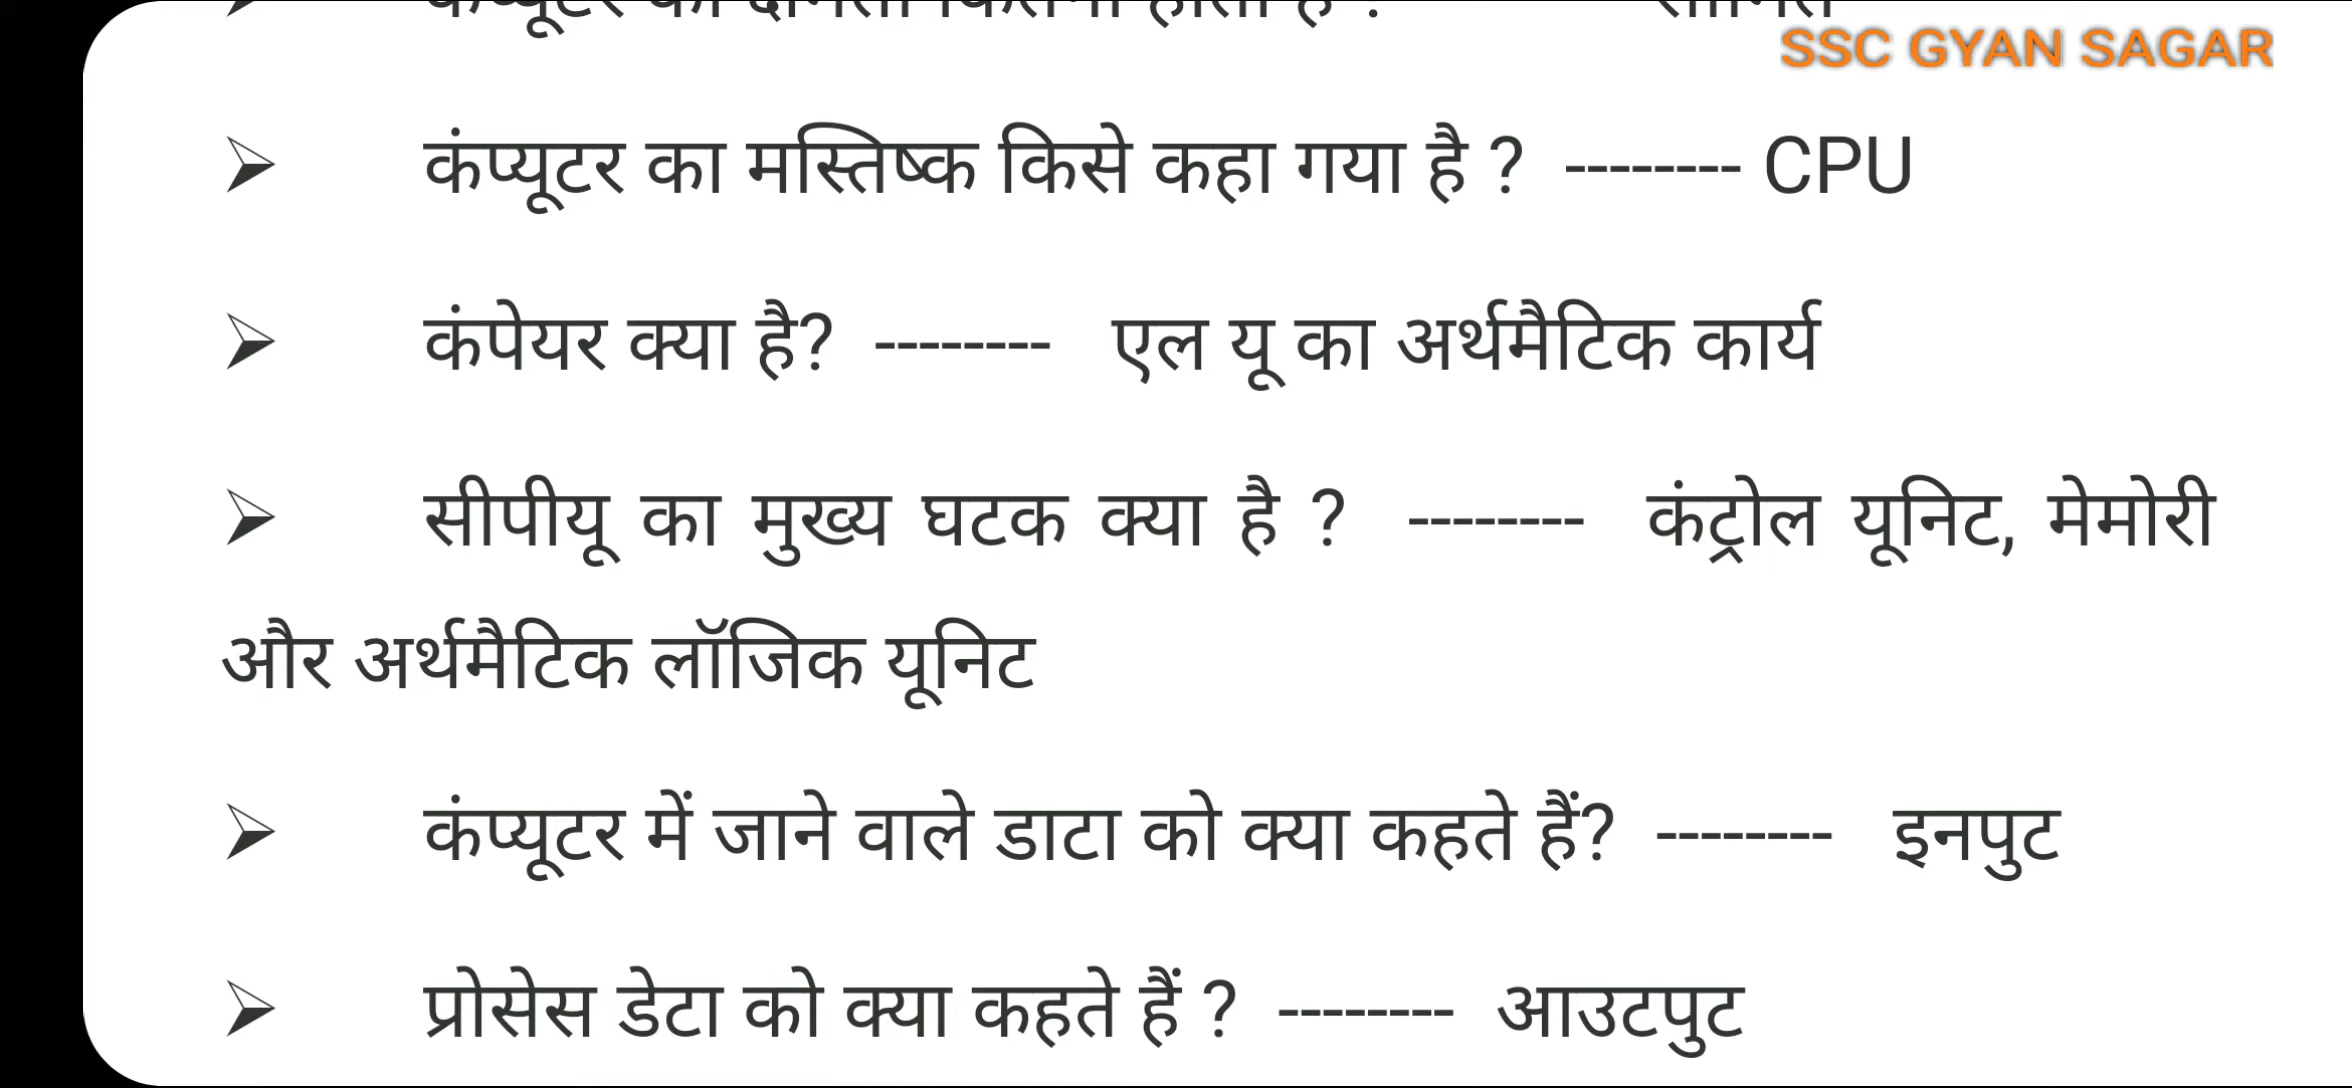 SSC GYAN SAGAR
➤ कंप्यूटर का मस्तिष्क किसे कहा गया है ? -------- CPU
➤ कंपेयर क्या है? -------- एल यू का अर्थमैटिक कार्य
➤ सीपीयू का मुख्य घटक क्या है ? -------- कंट्रोल यूनिट, मेमोरी
और अर्थमैटिक लॉजिक यूनिट
➤ कंप्यूटर में जाने वाले डाटा को क्या कहते हैं? -------- इनपुट
➤ प्रोसेस डेटा को क्या कहते हैं ? -------- आउटपुट